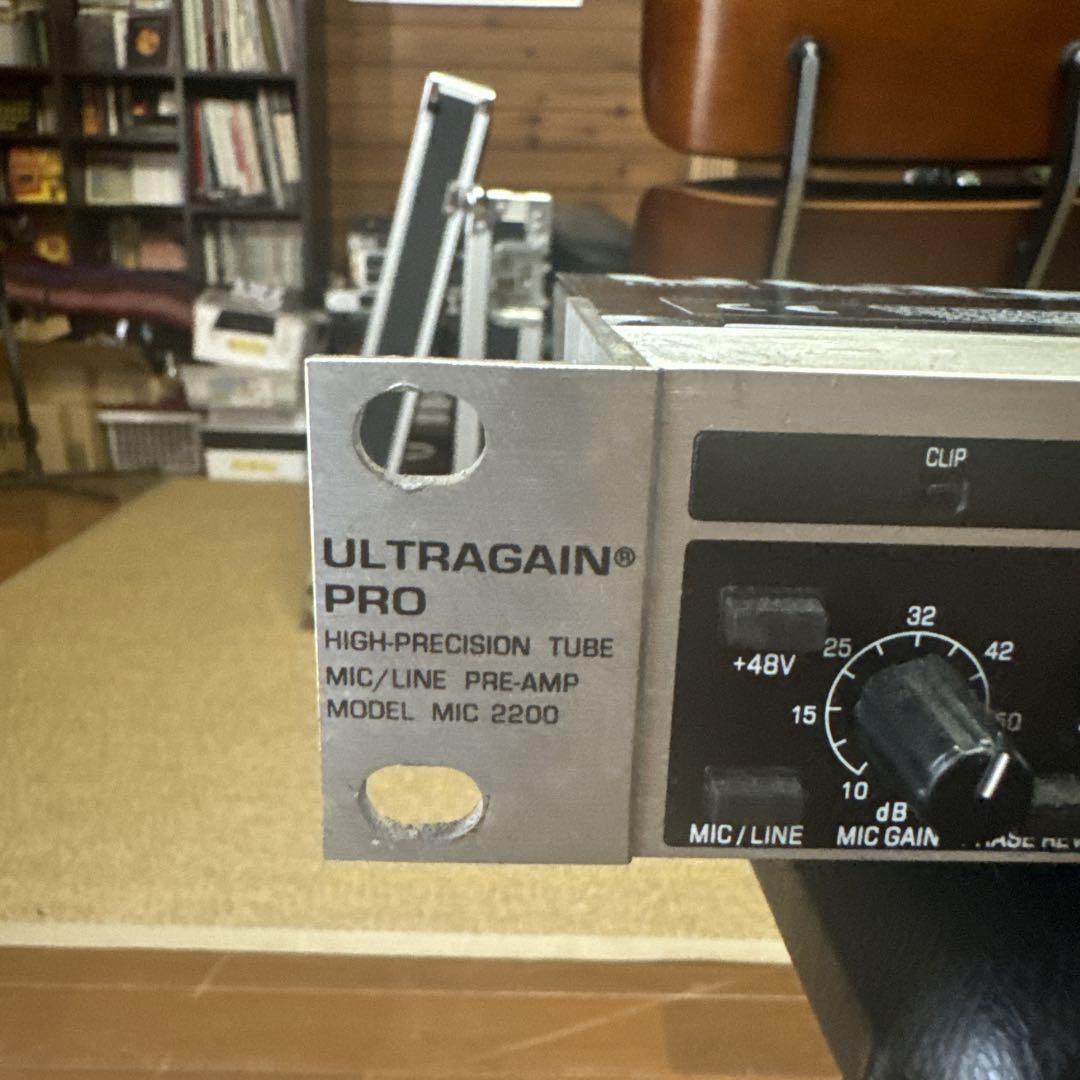 ULTRAGAIN®
PRO
HIGH-PRECISION TUBE
MIC/LINE PRE-AMP
MODEL MIC 2200
CLIP
+48V
32
25
42
15
10
dB
MIC/LINE
MIC GAIN